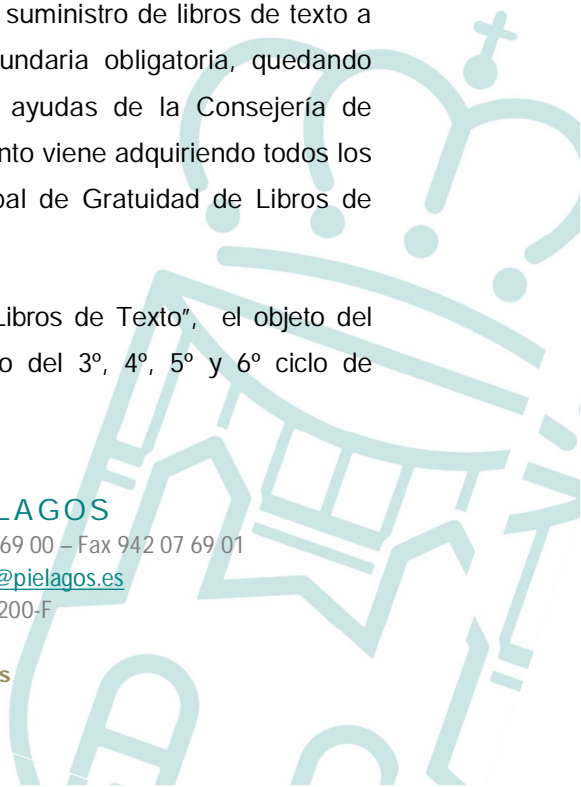 suministro de libros de texto a
undaria obligatoria, quedando
ayudas de la Consejería de
nto viene adquiriendo todos los
pal de Gratuidad de Libros de
Libros de Texto", el objeto del
o del 3º, 4º, 5º y 6º ciclo de
LAGOS
69 00 – Fax 942 07 69 01
@pielagos.es
200-F
s